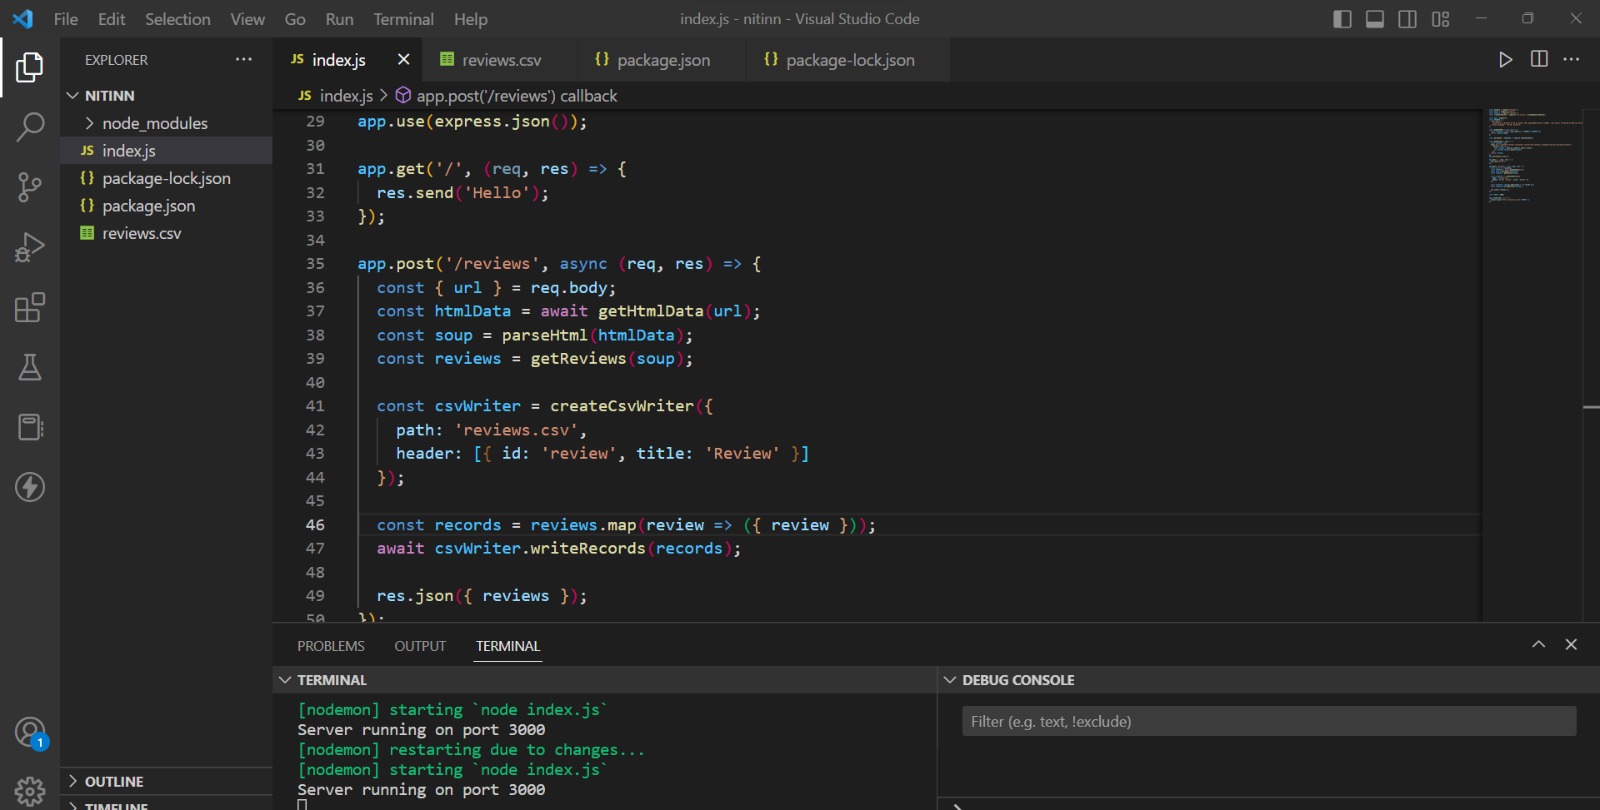 File Edit Selection View Go Run Terminal Help
index.js - nitinn - Visual Studio Code
EXPLORER ···
NITINN
node_modules
JS index.js
{} package-lock.json
{} package.json
reviews.csv
OUTLINE
TIMELINE
1
JS index.js
reviews.csv
{} package.json
{} package-lock.json
JS index.js > app.post('/reviews') callback
29 app.use(express.json());
30
31 app.get('/', (req, res) => {
32 res.send('Hello');
33 });
34
35 app.post('/reviews', async (req, res) => {
36 const { url } = req.body;
37 const htmlData = await getHtmlData(url);
38 const soup = parseHtml(htmlData);
39 const reviews = getReviews(soup);
40
41 const csvWriter = createCsvWriter({
42 path: 'reviews.csv',
43 header: [{ id: 'review', title: 'Review' }]
44 });
45
46 const records = reviews.map(review => ({ review }));
47 await csvWriter.writeRecords(records);
48
49 res.json({ reviews });
50 });
PROBLEMS OUTPUT TERMINAL
TERMINAL
[nodemon] starting `node index.js`
Server running on port 3000
[nodemon] restarting due to changes...
[nodemon] starting `node index.js`
Server running on port 3000
DEBUG CONSOLE
Filter (e.g. text, !exclude)